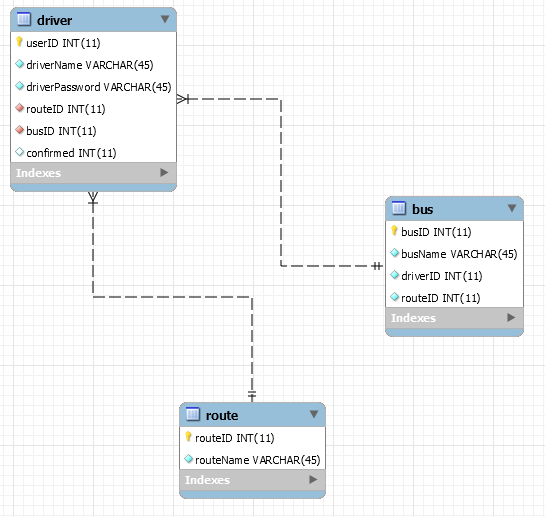 driver
userID INT(11)
driverName VARCHAR(45)
driverPassword VARCHAR(45)
routeID INT(11)
busID INT(11)
confirmed INT(11)
Indexes
bus
busID INT(11)
busName VARCHAR(45)
driverID INT(11)
routeID INT(11)
Indexes
route
routeID INT(11)
routeName VARCHAR(45)
Indexes